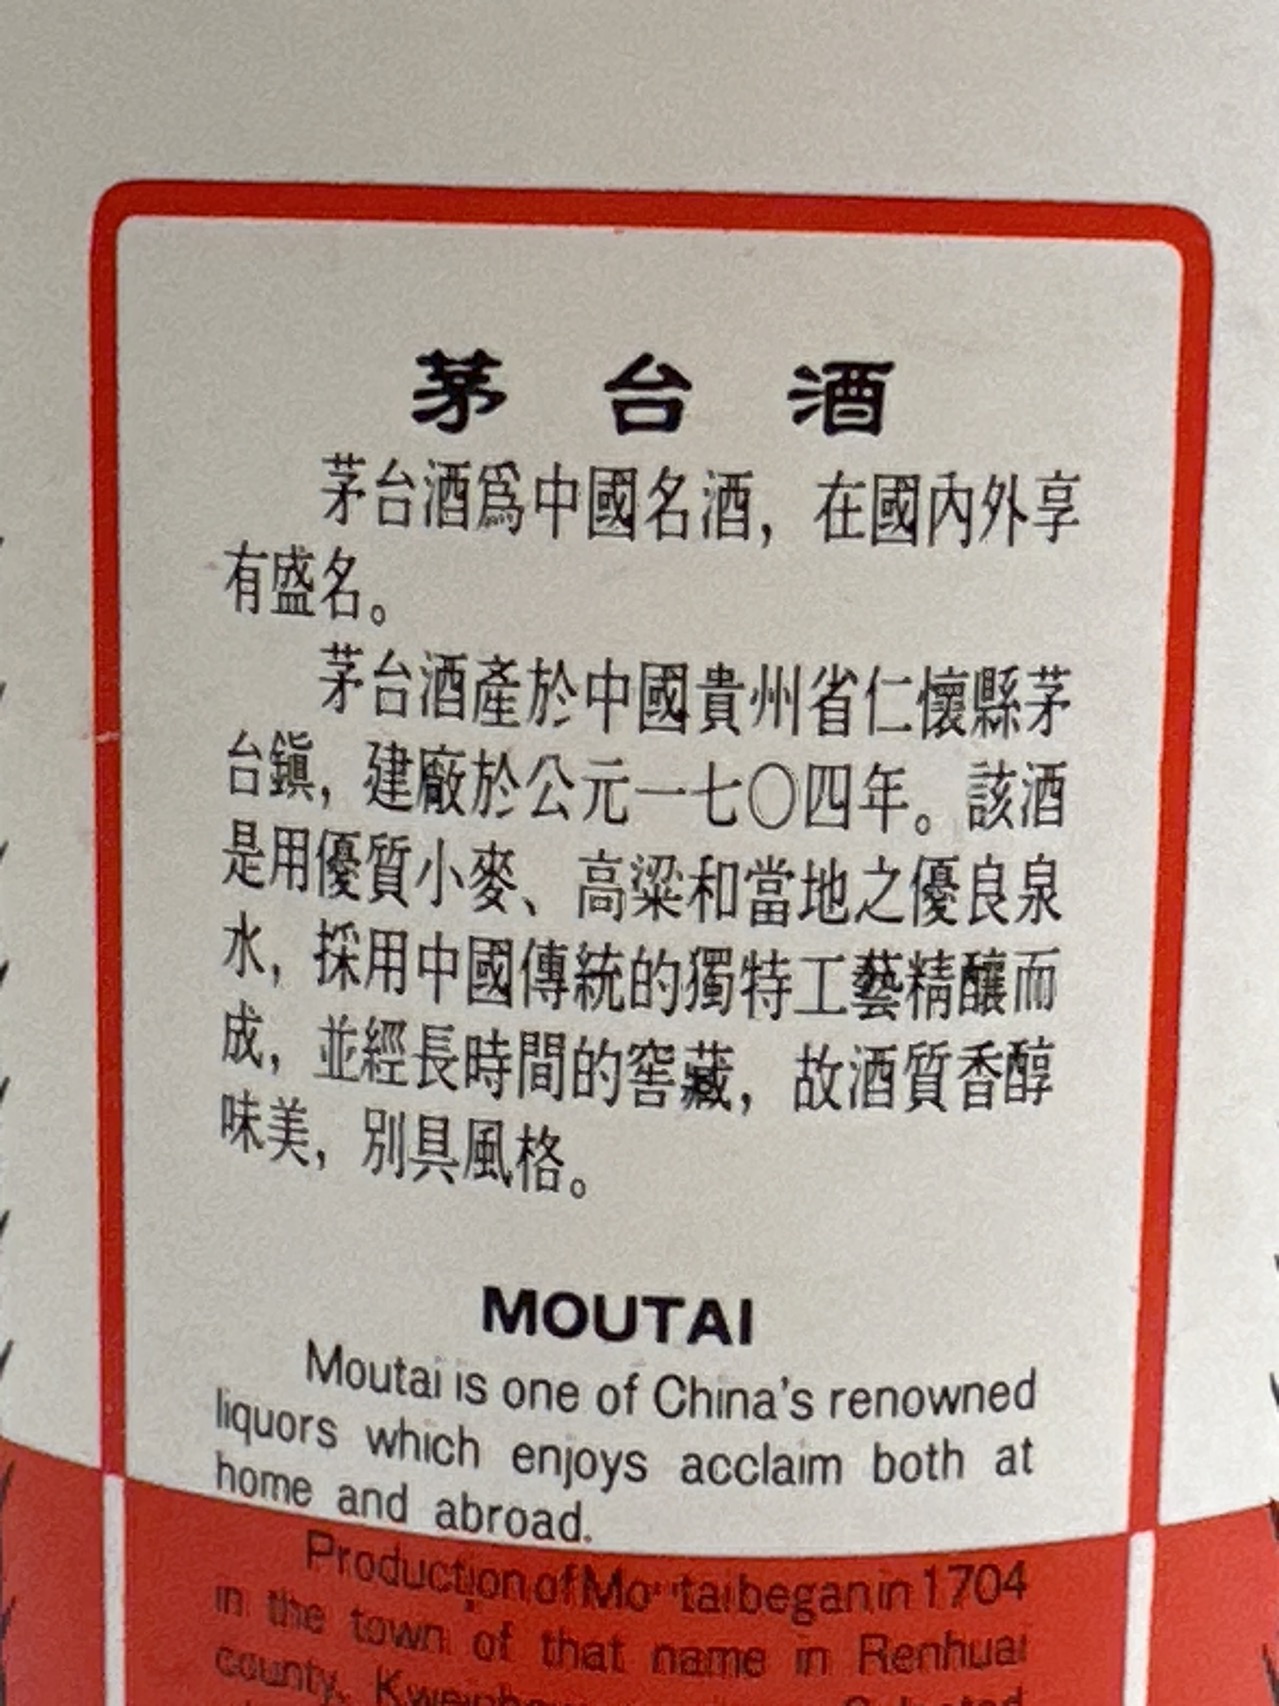 茅台酒
茅台酒爲中國名酒，在國內外享
有盛名。
茅台酒產於中國貴州省仁懷縣茅
台鎮，建廠於公元一七〇四年。該酒
是用優質小麥、高粱和當地之優良泉
水，採用中國傳統的獨特工藝精釀而
成，並經長時間的窖藏，故酒質香醇
味美，別具風格。
MOUTAI
Moutai is one of China's renowned
liquors which enjoys acclaim both at
home and abroad.
Production of Moutai began in 1704
in the town of that name in Renhuai
county,